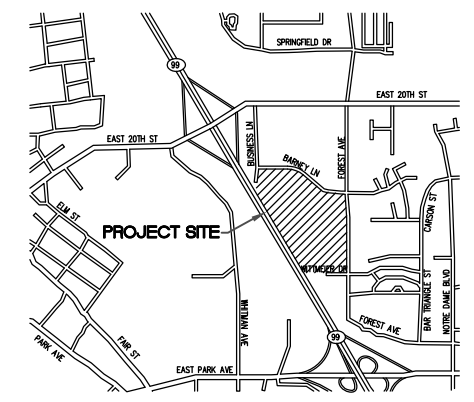 SPRINGFIELD DR
99
EAST 20TH ST
EAST 20TH ST
BUSINESS LN
BARNEY LN
FOREST AVE
CARSON ST
ELM ST
PROJECT SITE
WITTMEIER DR
WHITMAN AVE
BAR TRIANGLE ST
NOTRE DAME BLVD
FOREST AVE
99
FAIR ST
PARK AVE
EAST PARK AVE